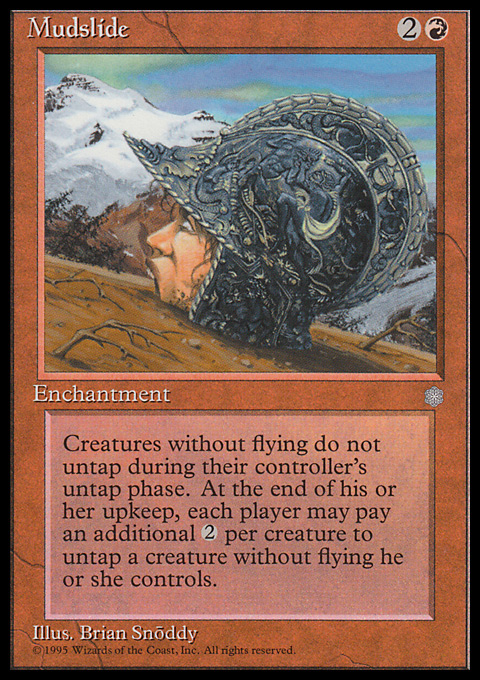 Mudslide 2
Enchantment
Creatures without flying do not
untap during their controller's
untap phase. At the end of his or
her upkeep, each player may pay
an additional 2 per creature to
untap a creature without flying he
or she controls.
Illus. Brian Snōddy
© 1995 Wizards of the Coast, Inc. All rights reserved.